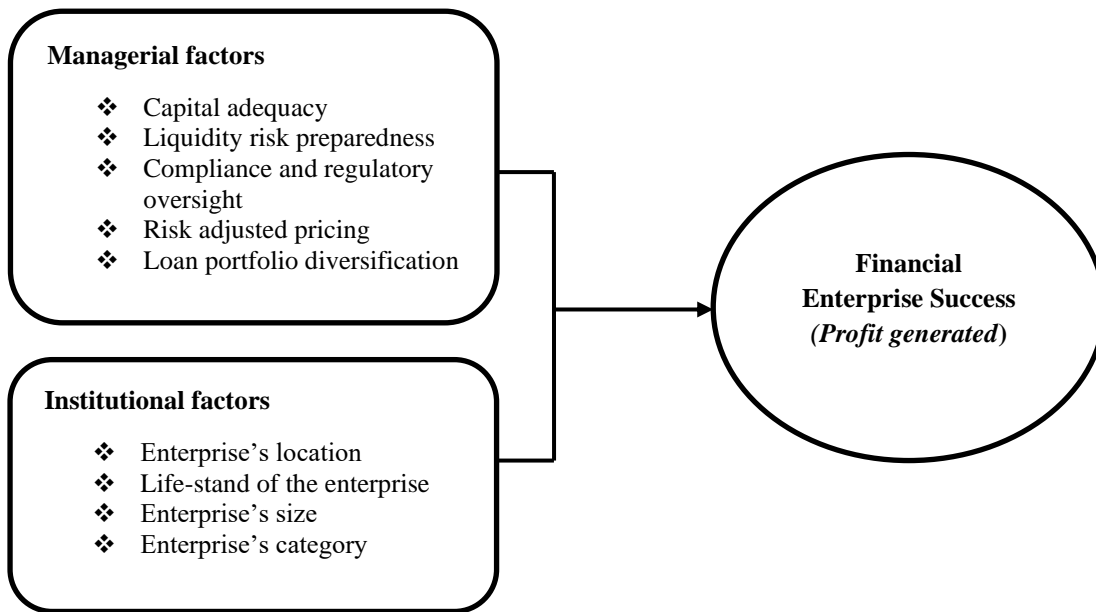 Managerial factors
❖ Capital adequacy
❖ Liquidity risk preparedness
❖ Compliance and regulatory
oversight
❖ Risk adjusted pricing
❖ Loan portfolio diversification
Institutional factors
❖ Enterprise’s location
❖ Life-stand of the enterprise
❖ Enterprise’s size
❖ Enterprise’s category
Financial
Enterprise Success
(Profit generated)